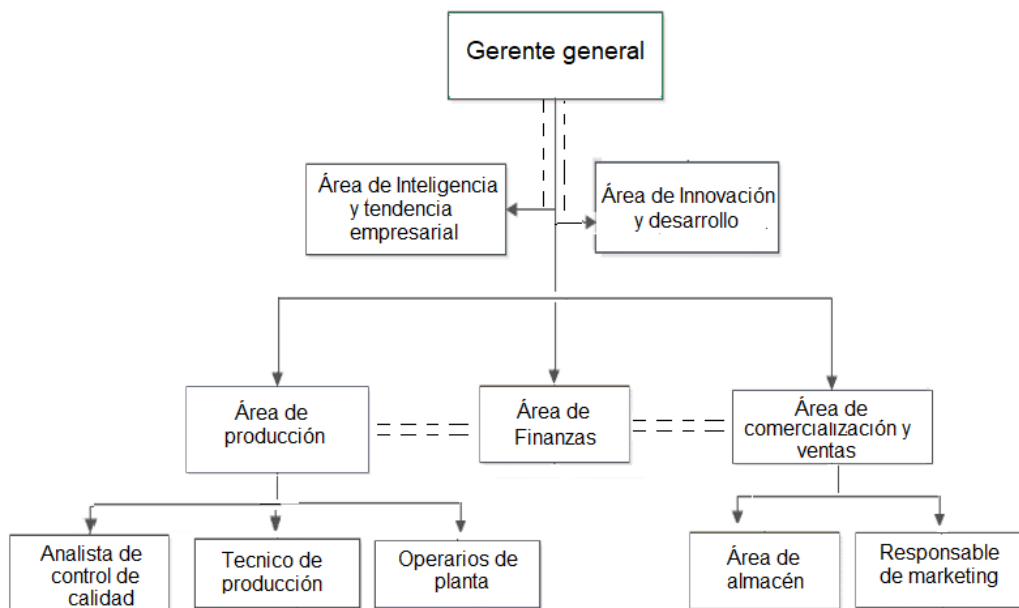 Gerente general
Área de Inteligencia
y tendencia
empresarial
Área de Innovación
y desarrollo
Área de
producción
Área de
Finanzas
Área de
comercialización y
ventas
Analista de
control de
calidad
Tecnico de
producción
Operarios de
planta
Área de
almacén
Responsable
de marketing